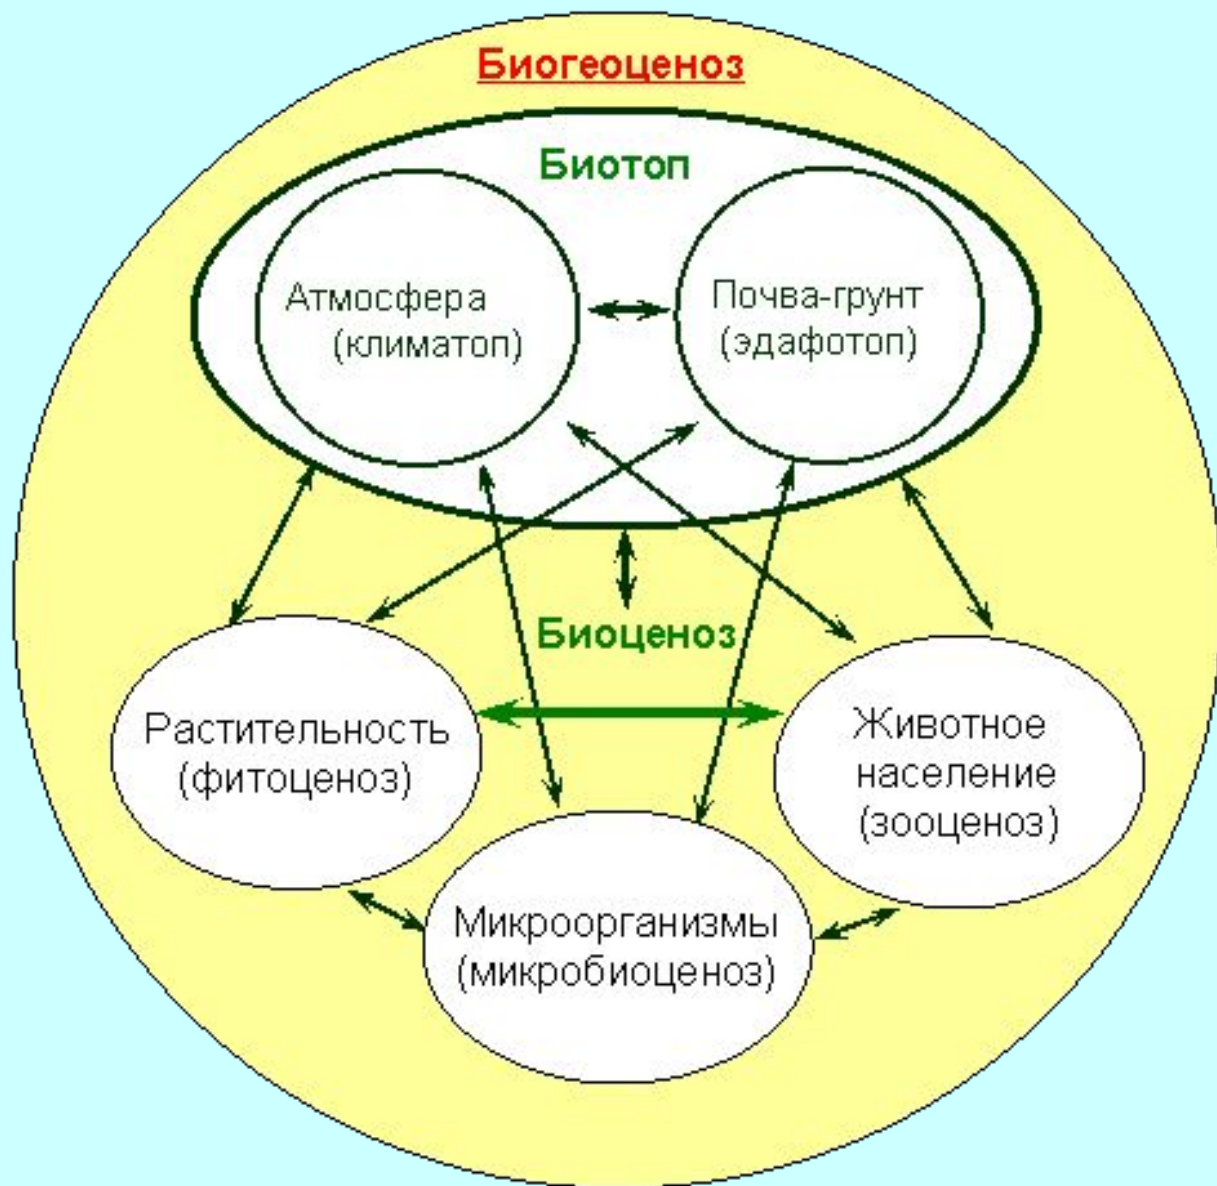 Биогеоценоз
Биотоп
Атмосфера
(климатоп)
Почва-грунт
(эдафотоп)
Биоценоз
Растительность
(фитоценоз)
Животное
население
(зооценоз)
Микроорганизмы
(микробиоценоз)